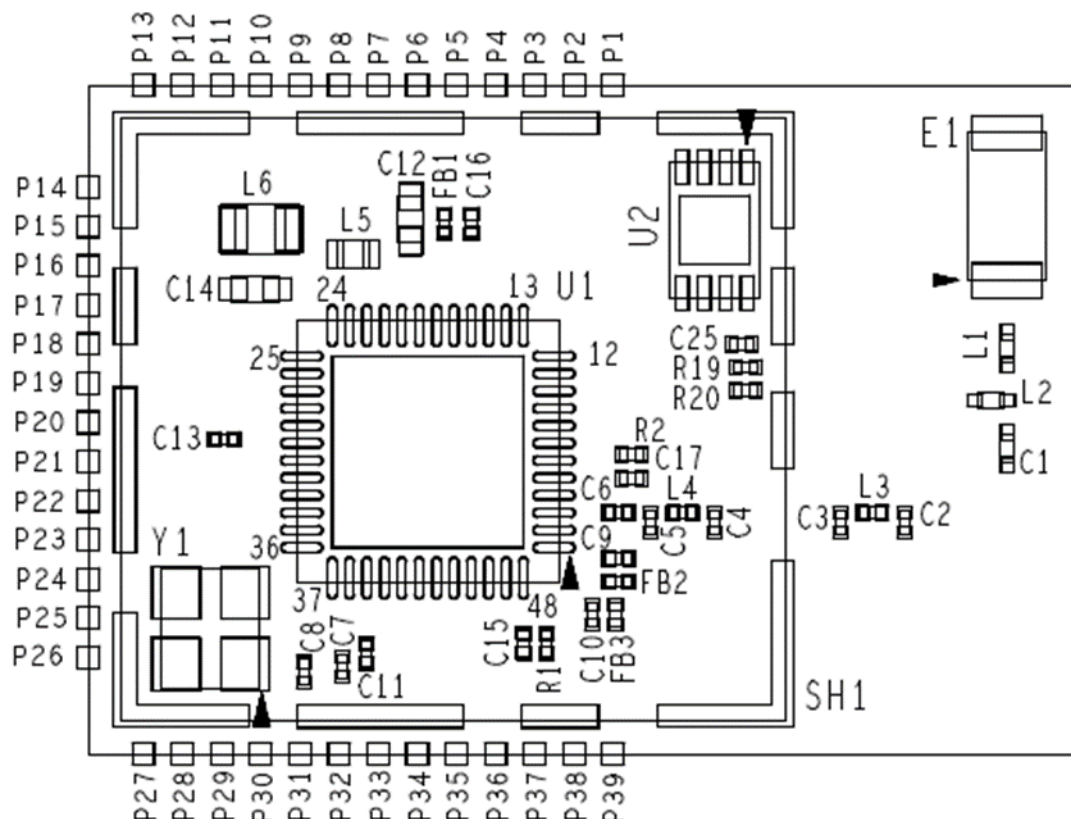 P13 P12 P11 P10 P9 P8 P7 P6 P5 P4 P3 P2 P1
E1
P14
L6
C12
FB1
C16
P15
L5
U2
P16
C14
24
13
U1
P17
P18
C25
L1
25
12
P19
R19
R20
L2
P20
C13
R2
P21
C17
C1
P22
C6
L4
L3
C3
C2
C5
C4
P23
Y1
36
C9
P24
FB2
37
48
P25
C8
C7
C15
C10
P26
C11
R1
FB3
SH1
P27 P28 P29 P30 P31 P32 P33 P34 P35 P36 P37 P38 P39